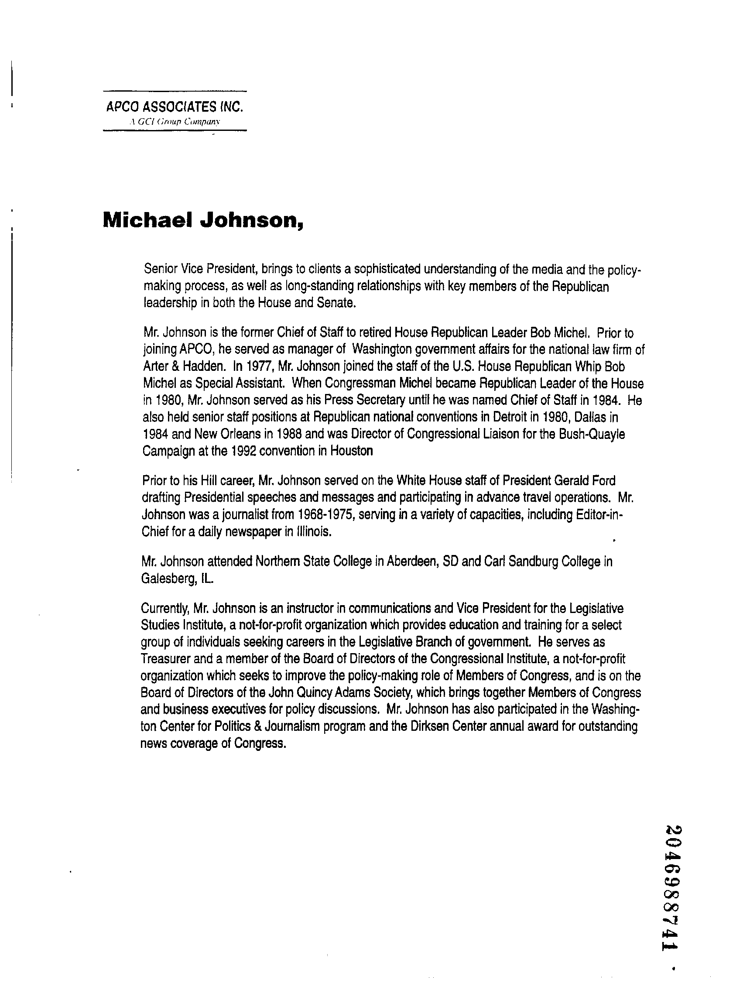 APCO ASSOCIATES INC.
A GCI Group Company
Michael Johnson,
Senior Vice President, brings to clients a sophisticated understanding of the media and the policy-
making process, as well as long-standing relationships with key members of the Republican
leadership in both the House and Senate.
Mr. Johnson is the former Chief of Staff to retired House Republican Leader Bob Michel. Prior to
joining APCO, he served as manager of Washington government affairs for the national law firm of
Arter & Hadden. In 1977, Mr. Johnson joined the staff of the U.S. House Republican Whip Bob
Michel as Special Assistant. When Congressman Michel became Republican Leader of the House
in 1980, Mr. Johnson served as his Press Secretary until he was named Chief of Staff in 1984. He
also held senior staff positions at Republican national conventions in Detroit in 1980, Dallas in
1984 and New Orleans in 1988 and was Director of Congressional Liaison for the Bush-Quayle
Campaign at the 1992 convention in Houston
Prior to his Hill career, Mr. Johnson served on the White House staff of President Gerald Ford
drafting Presidential speeches and messages and participating in advance travel operations. Mr.
Johnson was a journalist from 1968-1975, serving in a variety of capacities, including Editor-in-
Chief for a daily newspaper in Illinois.
Mr. Johnson attended Northern State College in Aberdeen, SD and Carl Sandburg College in
Galesberg, IL.
Currently, Mr. Johnson is an instructor in communications and Vice President for the Legislative
Studies Institute, a not-for-profit organization which provides education and training for a select
group of individuals seeking careers in the Legislative Branch of government. He serves as
Treasurer and a member of the Board of Directors of the Congressional Institute, a not-for-profit
organization which seeks to improve the policy-making role of Members of Congress, and is on the
Board of Directors of the John Quincy Adams Society, which brings together Members of Congress
and business executives for policy discussions. Mr. Johnson has also participated in the Washing-
ton Center for Politics & Journalism program and the Dirksen Center annual award for outstanding
news coverage of Congress.
2046988741